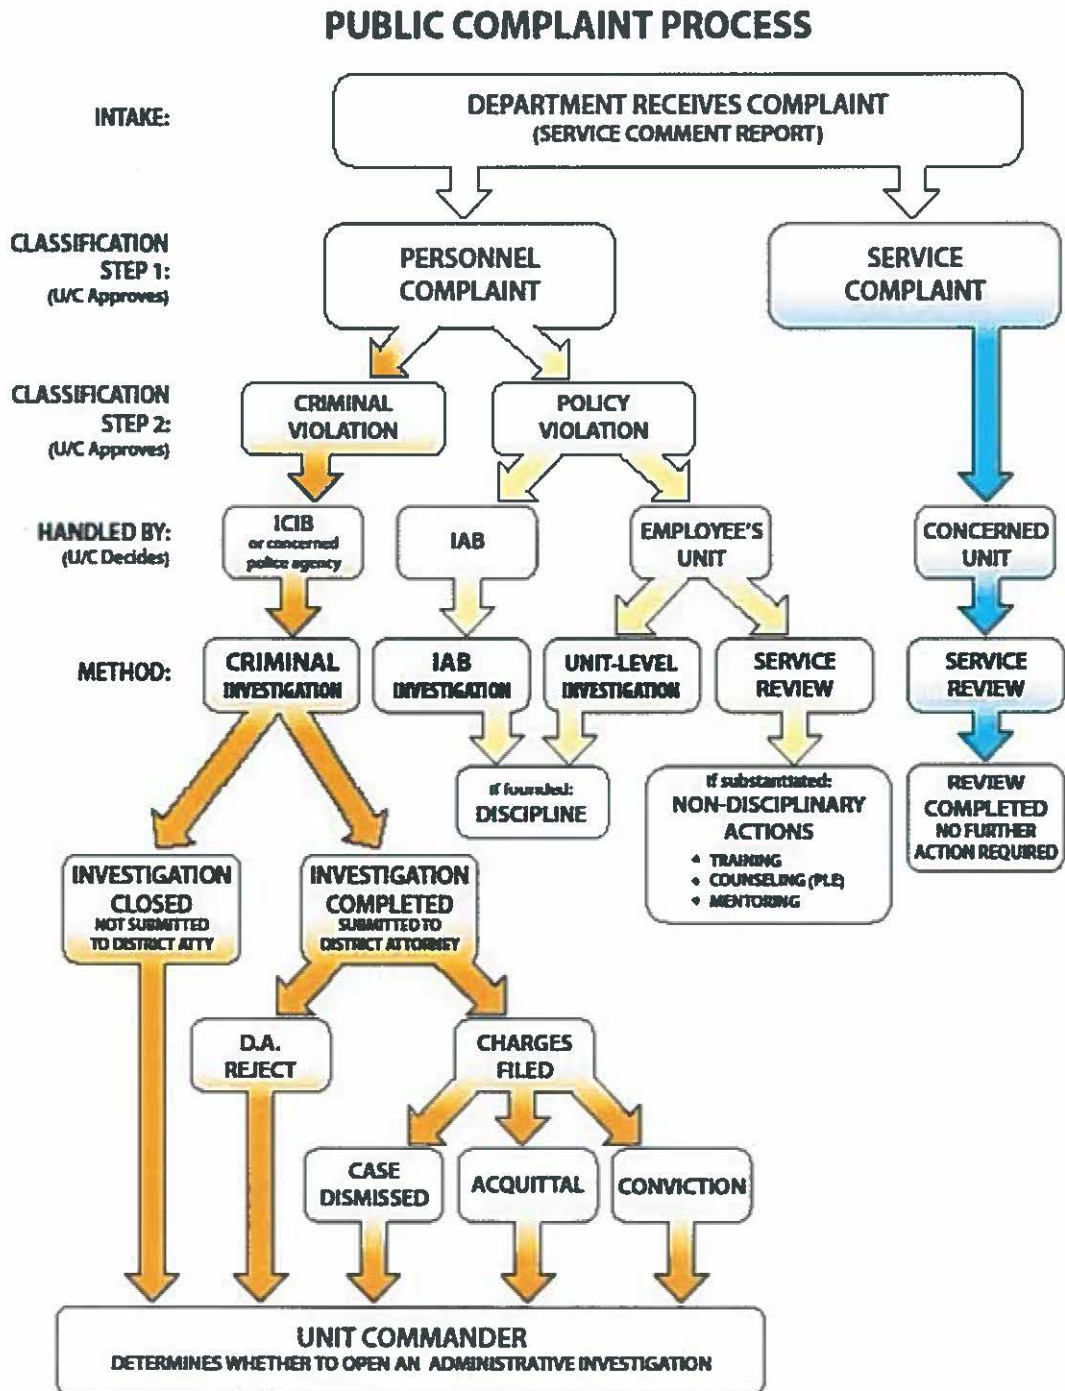 PUBLIC COMPLAINT PROCESS
INTAKE:
DEPARTMENT RECEIVES COMPLAINT
(SERVICE COMMENT REPORT)
CLASSIFICATION
STEP 1:
(U/C Approves)
PERSONNEL
COMPLAINT
SERVICE
COMPLAINT
CLASSIFICATION
STEP 2:
(U/C Approves)
CRIMINAL
VIOLATION
POLICY
VIOLATION
HANDLED BY:
(U/C Decides)
ICIB
or concerned
police agency
IAB
EMPLOYEE'S
UNIT
CONCERNED
UNIT
METHOD:
CRIMINAL
INVESTIGATION
IAB
INVESTIGATION
UNIT-LEVEL
INVESTIGATION
SERVICE
REVIEW
SERVICE
REVIEW
If founded:
DISCIPLINE
If substantiated:
NON-DISCIPLINARY
ACTIONS
• TRAINING
• COUNSELING (PLE)
• MENTORING
REVIEW
COMPLETED
NO FURTHER
ACTION REQUIRED
INVESTIGATION
CLOSED
NOT SUBMITTED
TO DISTRICT ATTY
INVESTIGATION
COMPLETED
SUBMITTED TO
DISTRICT ATTORNEY
D.A.
REJECT
CHARGES
FILED
CASE
DISMISSED
ACQUITTAL
CONVICTION
UNIT COMMANDER
DETERMINES WHETHER TO OPEN AN ADMINISTRATIVE INVESTIGATION